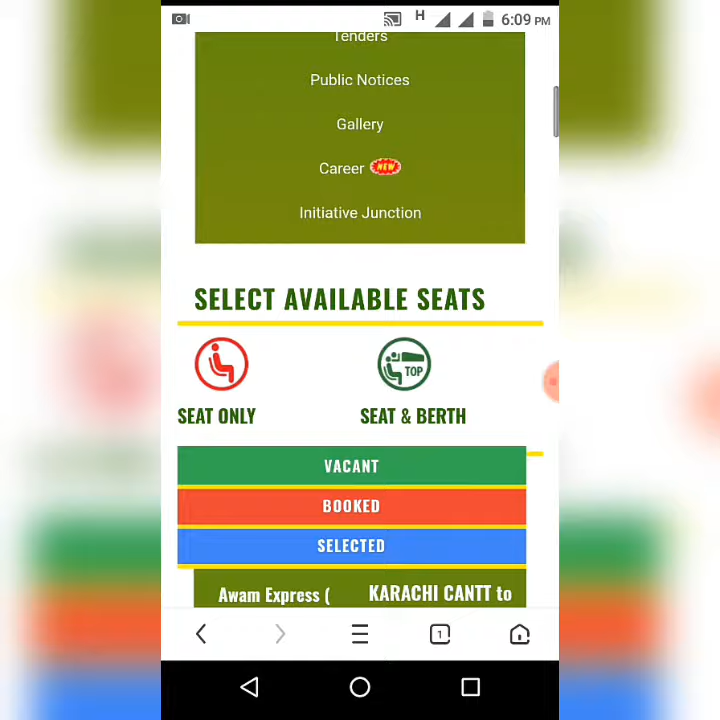 H 6:09 PM
Tenders
Public Notices
Gallery
Career NEW
Initiative Junction
SELECT AVAILABLE SEATS
TOP
SEAT ONLY SEAT & BERTH
VACANT
BOOKED
SELECTED
Awam Express ( KARACHI CANTT to
1